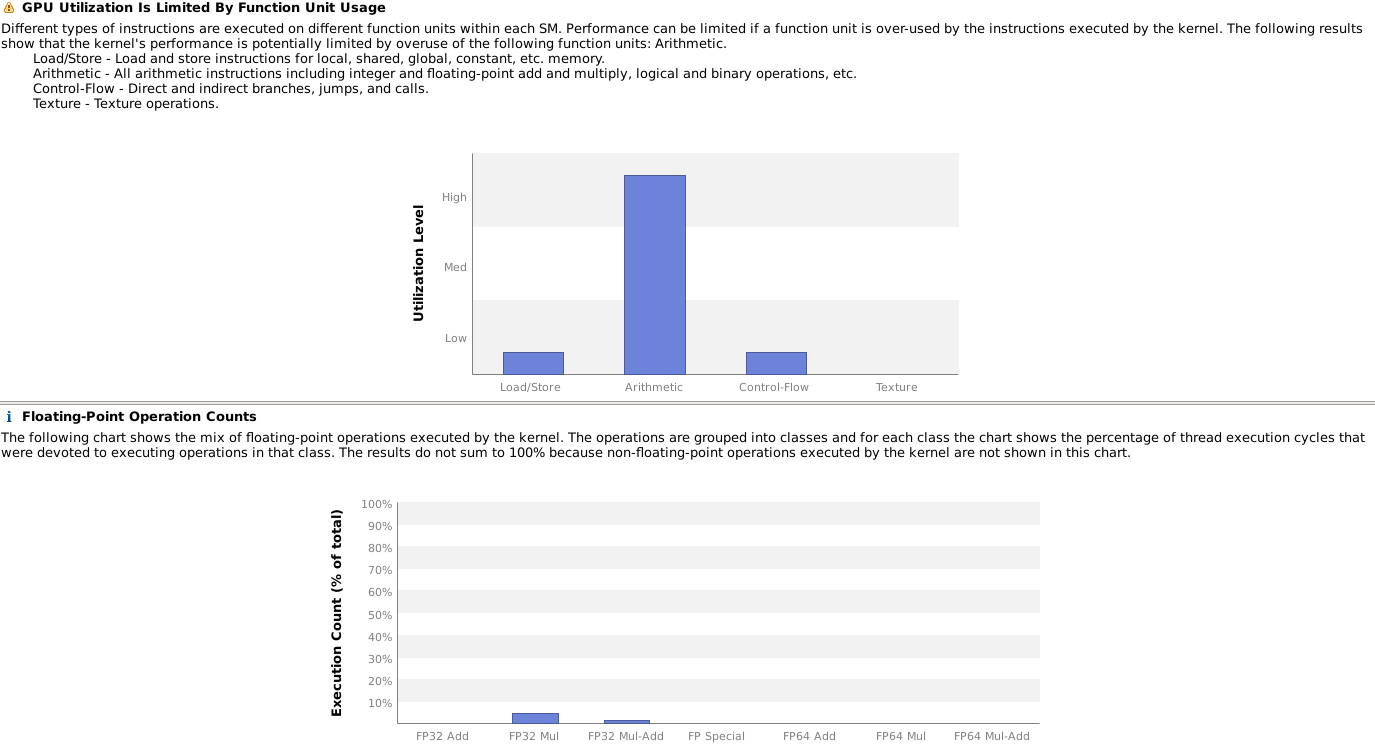 GPU Utilization Is Limited By Function Unit Usage
Different types of instructions are executed on different function units within each SM. Performance can be limited if a function unit is over-used by the instructions executed by the kernel. The following results
show that the kernel's performance is potentially limited by overuse of the following function units: Arithmetic.
Load/Store - Load and store instructions for local, shared, global, constant, etc. memory.
Arithmetic - All arithmetic instructions including integer and floating-point add and multiply, logical and binary operations, etc.
Control-Flow - Direct and indirect branches, jumps, and calls.
Texture - Texture operations.
Utilization Level
High
Med
Low
Load/Store Arithmetic Control-Flow Texture
i Floating-Point Operation Counts
The following chart shows the mix of floating-point operations executed by the kernel. The operations are grouped into classes and for each class the chart shows the percentage of thread execution cycles that
were devoted to executing operations in that class. The results do not sum to 100% because non-floating-point operations executed by the kernel are not shown in this chart.
Execution Count (% of total)
100%
90%
80%
70%
60%
50%
40%
30%
20%
10%
FP32 Add FP32 Mul FP32 Mul-Add FP Special FP64 Add FP64 Mul FP64 Mul-Add